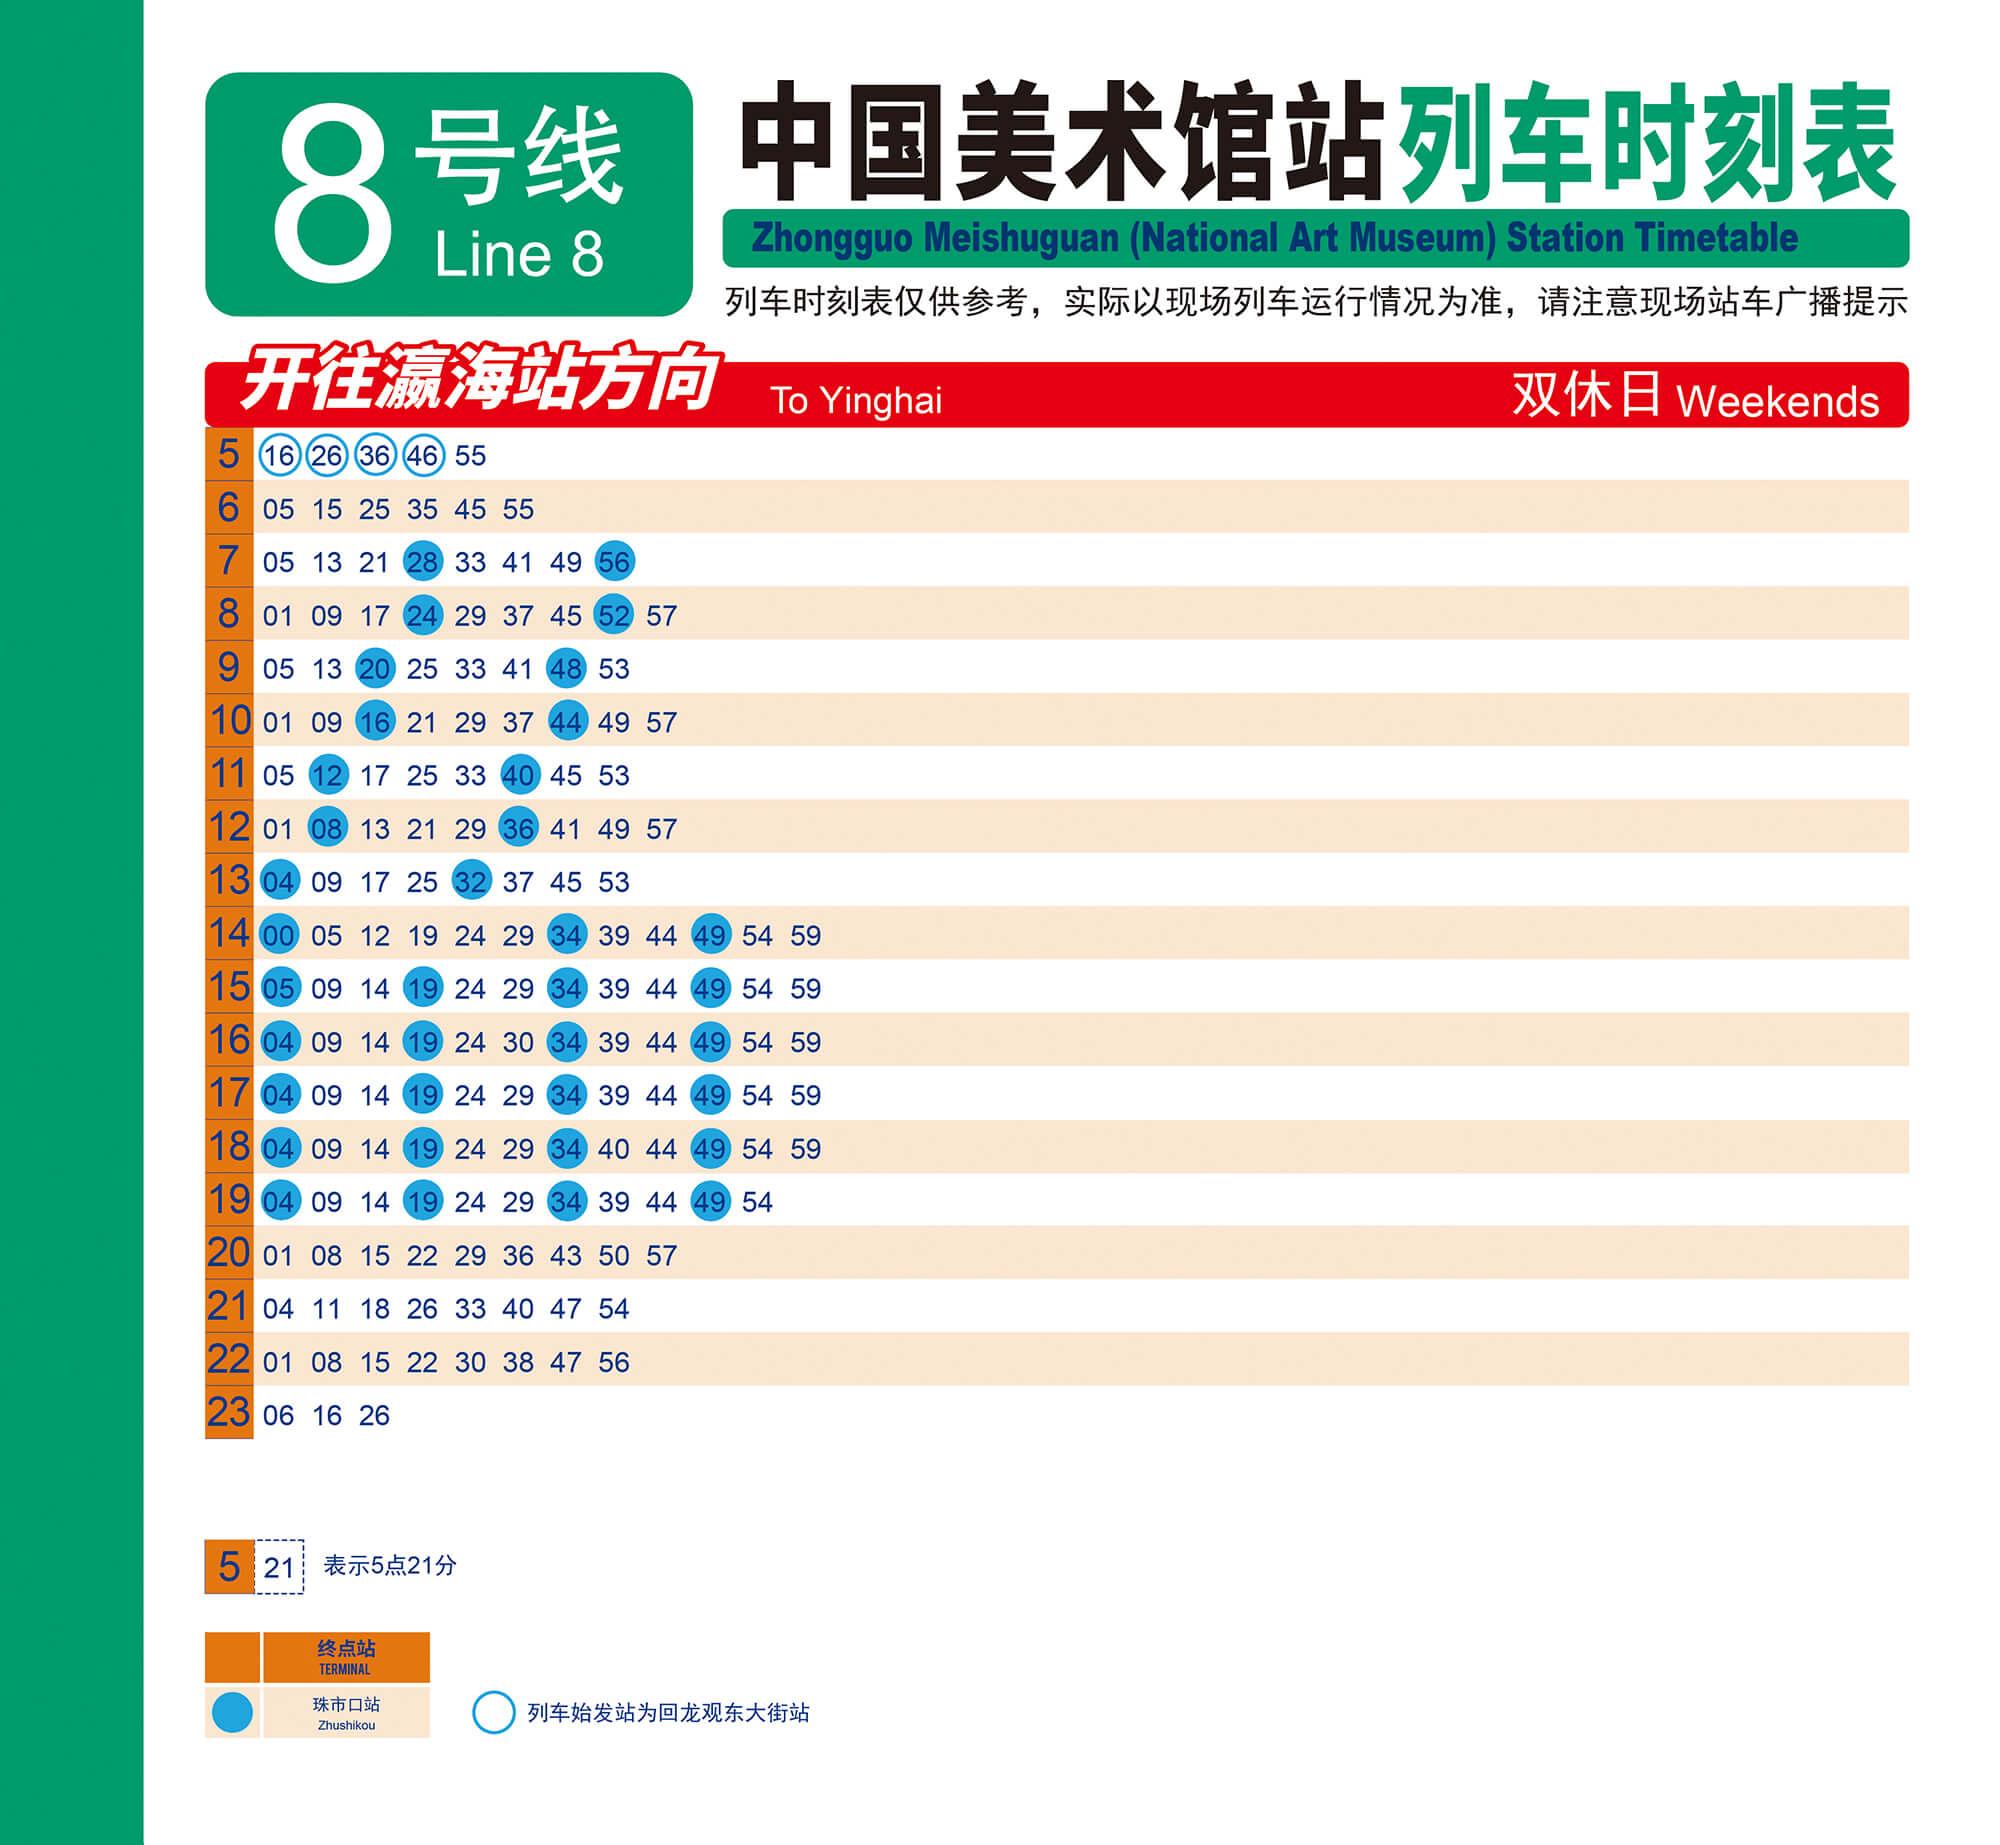 8号线
Line 8
中国美术馆站列车时刻表
Zhongguo Meishuguan (National Art Museum) Station Timetable
列车时刻表仅供参考，实际以现场列车运行情况为准，请注意现场站车广播提示
开往瀛海站方向 To Yinghai 双休日 Weekends
5 16 26 36 46 55
6 05 15 25 35 45 55
7 05 13 21 28 33 41 49 56
8 01 09 17 24 29 37 45 52 57
9 05 13 20 25 33 41 48 53
10 01 09 16 21 29 37 44 49 57
11 05 12 17 25 33 40 45 53
12 01 08 13 21 29 36 41 49 57
13 04 09 17 25 32 37 45 53
14 00 05 12 19 24 29 34 39 44 49 54 59
15 05 09 14 19 24 29 34 39 44 49 54 59
16 04 09 14 19 24 30 34 39 44 49 54 59
17 04 09 14 19 24 29 34 39 44 49 54 59
18 04 09 14 19 24 29 34 40 44 49 54 59
19 04 09 14 19 24 29 34 39 44 49 54
20 01 08 15 22 29 36 43 50 57
21 04 11 18 26 33 40 47 54
22 01 08 15 22 30 38 47 56
23 06 16 26
5 21 表示5点21分
终点站
TERMINAL
珠市口站
Zhushikou
列车始发站为回龙观东大街站